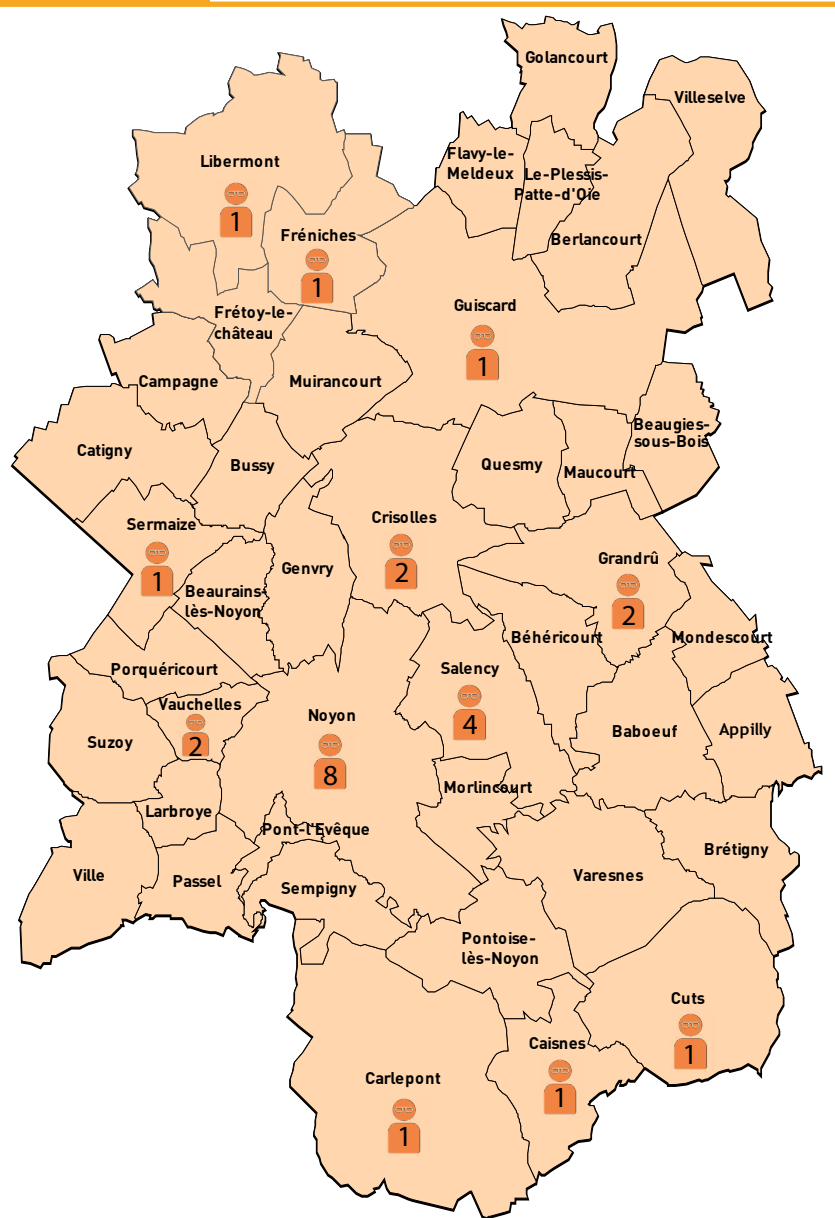 Golancourt
Villeselve
Flavy-le-
Meldeux
Le-Plessis-
Patte-d'Oie
Libermont
1
Berlancourt
Fréniches
1
Guiscard
1
Frétoy-le-
château
Campagne
Muirancourt
Beaugies-
sous-Bois
Catigny
Bussy
Quesmy
Maucourt
Sermaize
1
Crisolles
2
Genvry
Grandrû
2
Beaurains-
lès-Noyon
Béhéricourt
Mondescourt
Porquéricourt
Salency
4
Vauchelles
2
Noyon
8
Suzoy
Baboeuf
Appilly
Larbroye
Morlincourt
Pont-l'Evêque
Brétigny
Ville
Passel
Sempigny
Varesnes
Pontoise-
lès-Noyon
Cuts
1
Caisnes
1
Carlepont
1